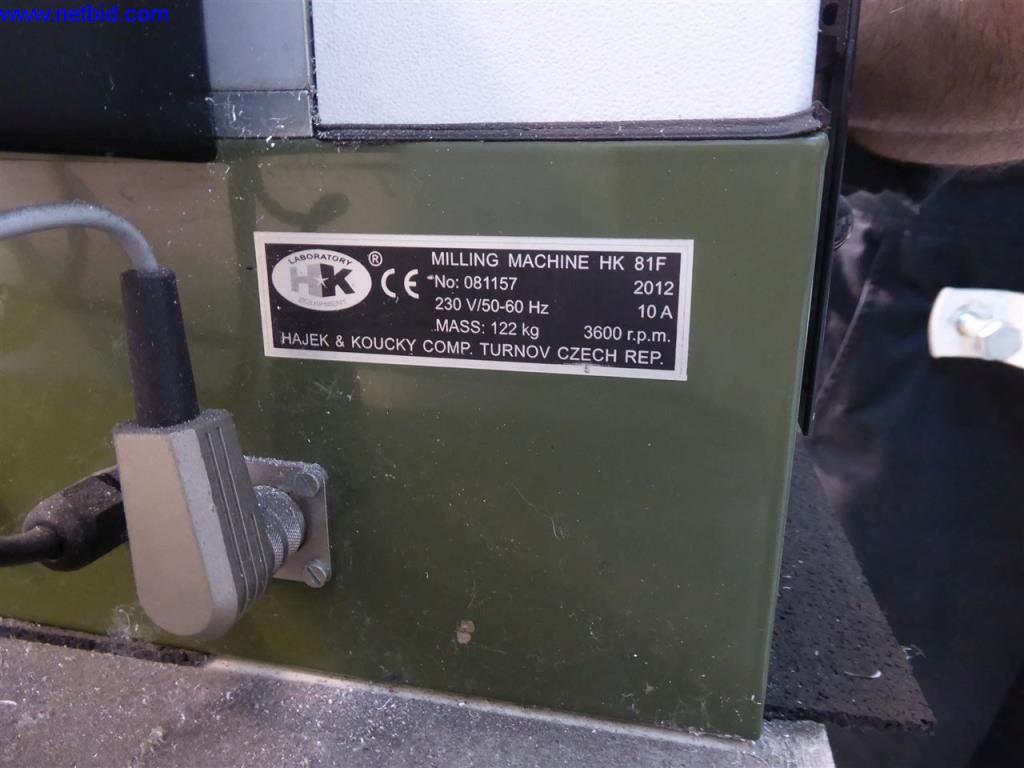 www.netbid.com
LABORATORY
HK
EQUIPMENT
® CE
MILLING MACHINE HK 81F
No: 081157 2012
230 V/50-60 Hz 10 A
MASS: 122 kg 3600 r.p.m.
HAJEK & KOUCKY COMP. TURNOV CZECH REP.